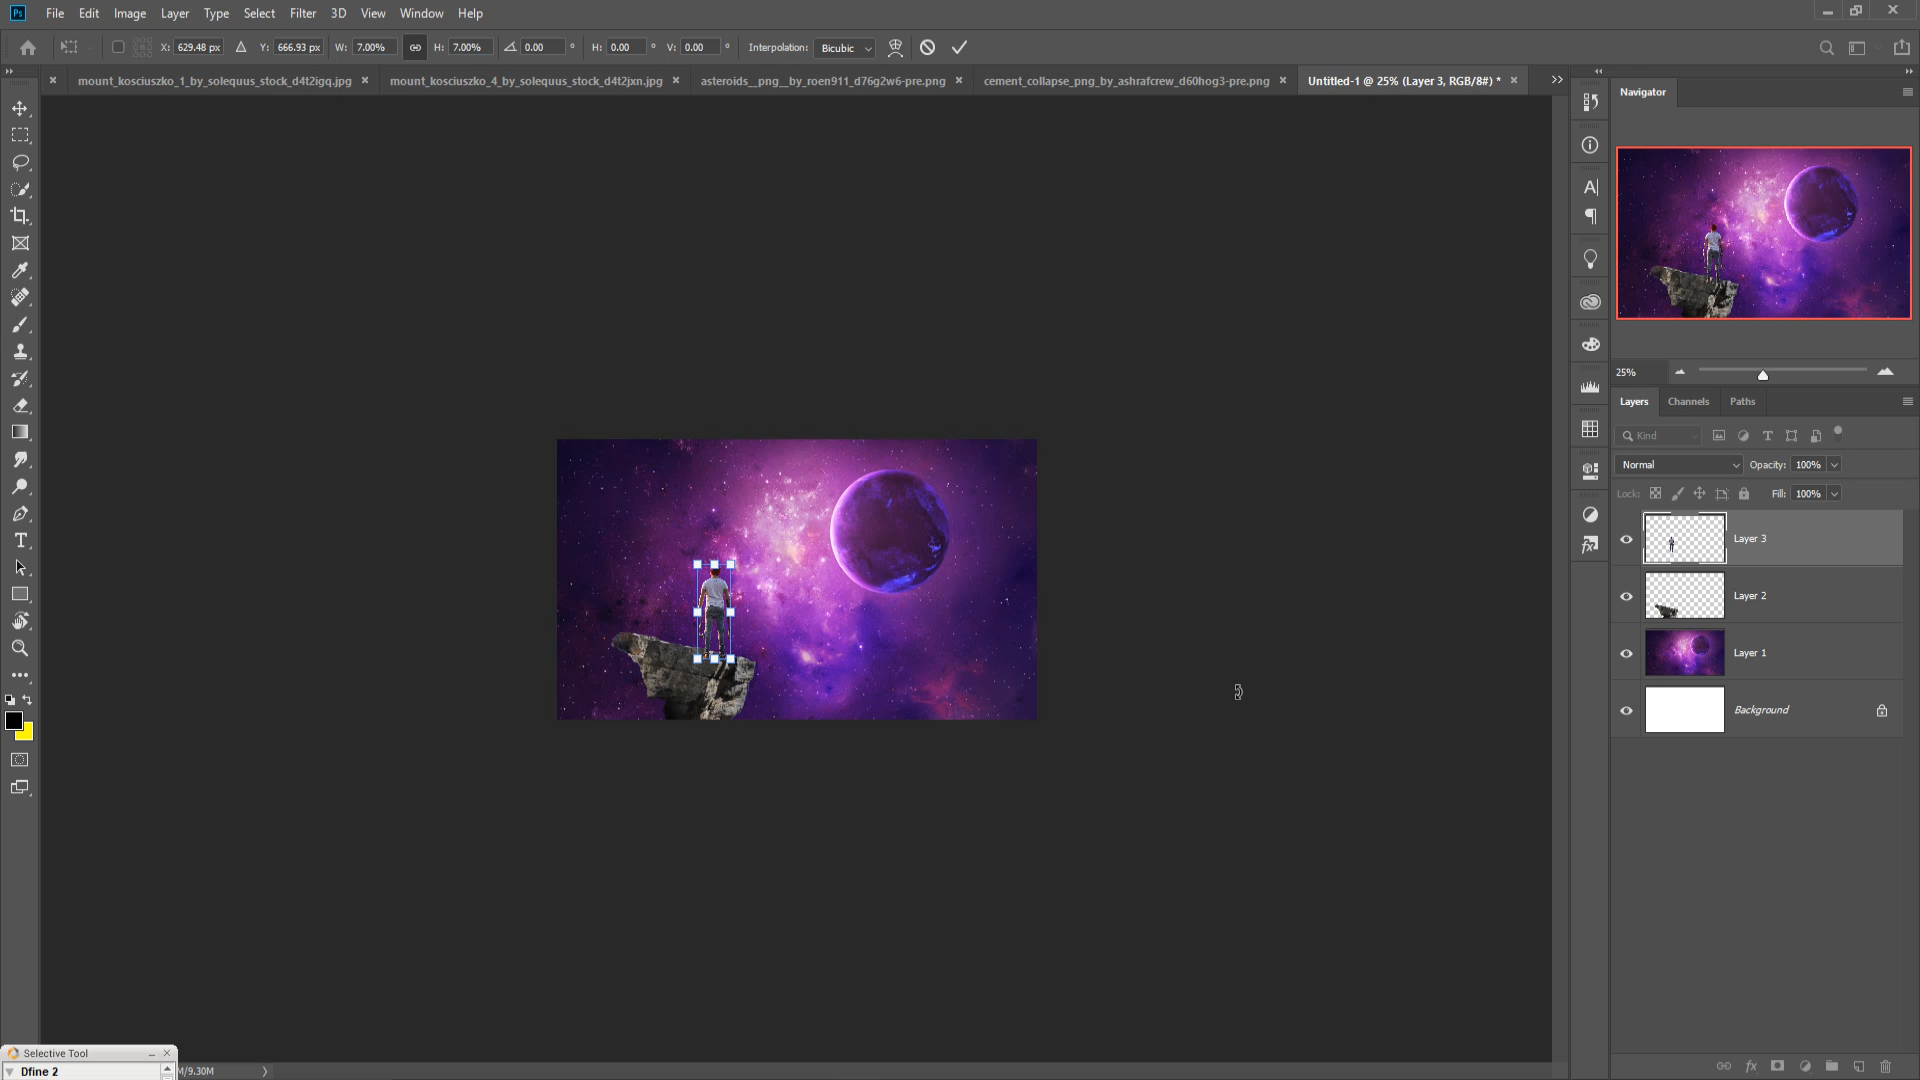 Ps File Edit Image Layer Type Select Filter 3D View Window Help
X: 629.48 px Y: 666.93 px W: 7.00% H: 7.00% 0.00 ° H: 0.00 ° V: 0.00 ° Interpolation: Bicubic
mount_kosciuszko_1_by_solequus_stock_d4t2igq.jpg × mount_kosciuszko_4_by_solequus_stock_d4t2jxn.jpg × asteroids__png__by_roen911_d76g2w6-pre.png × cement_collapse_png_by_ashrafcrew_d60hog3-pre.png × Untitled-1 @ 25% (Layer 3, RGB/8#) * ×
Navigator
25%
Layers Channels Paths
Kind
Normal Opacity: 100%
Lock: Fill: 100%
Layer 3
Layer 2
Layer 1
Background
fx
Selective Tool
Dfine 2
M/9.30M